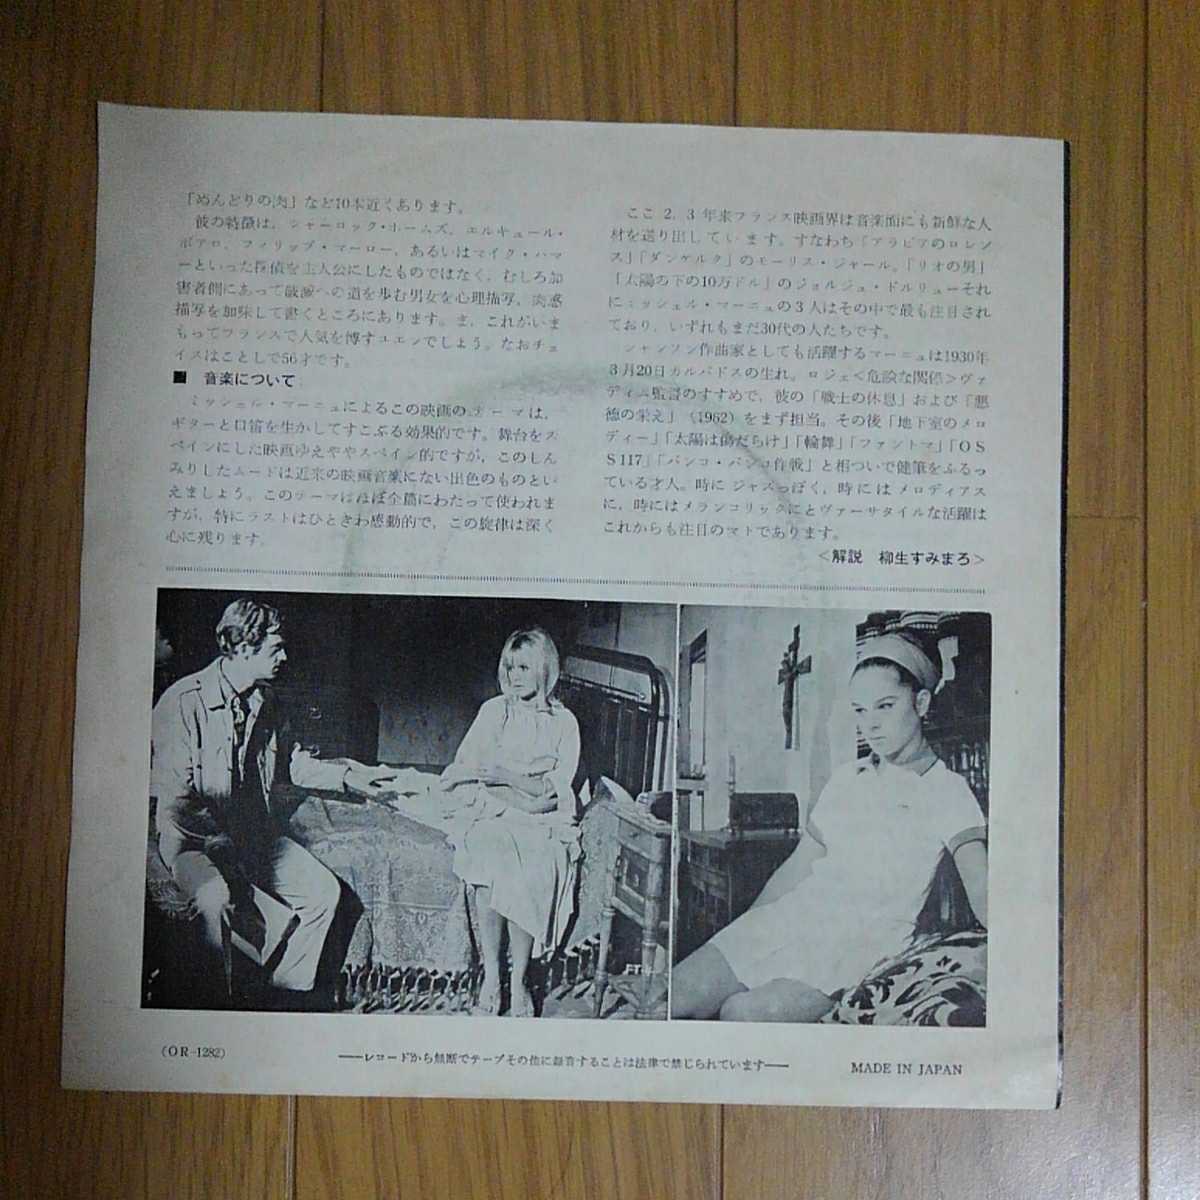 「めんどりの肉」など10本近くあります。
彼の特徴は、シャーロック・ホームズ、エルキュール・
ポアロ、フィリップ・マーロー、あるいはマイク・ハマ
ーといった探偵を主人公にしたものではなく、むしろ加
害者側にあって破滅への道を歩む男女を心理描写、肉感
描写を加味して書くところにあります。ま、これがいま
もってフランスで人気を博すユエンでしょう。なおチェ
イスはことしで56才です。
■ 音楽について
ミッシェル・マーニュによるこの映画のテーマは、
ギターと口笛を生かしてすこぶる効果的です。舞台をス
ペインにした映画ゆえややスペイン的ですが、このしん
みりしたムードは近来の映画音楽にない出色のものとい
えましょう。このテーマはほぼ全篇にわたって使われま
すが、特にラストはひときわ感動的で、この旋律は深く
心に残ります。
ここ 2、3 年来フランス映画界は音楽面にも新鮮な人
材を送り出しています。すなわち「アラビアのロレン
ス」「ダンケルク」のモーリス・ジャール。「リオの男」
「太陽の下の10万ドル」のジョルジュ・ドルリューそれ
にミッシェル・マーニュの3人はその中で最も注目され
ており、いずれもまだ30代の人たちです。
シャンソン作曲家としても活躍するマーニュは1930年
3月20日カルバドスの生れ。ロジェ<危険な関係>ヴァ
ディム監督のすすめで、彼の「戦士の休息」および「悪
徳の栄え」(1962) をまず担当。その後「地下室のメロ
ディー」「太陽は傷だらけ」「輪舞」「ファントマ」「OS
S117」「バンコ・バンコ作戦」と相ついで健筆をふるっ
ている才人。時に ジャズっぽく、時には メロディアス
に、時にはメランコリックにとヴァーサタイルな活躍は
これからも注目のマトであります。
<解説 柳生すみまろ>
(OR-1282)
──レコードから無断でテープその他に録音することは法律で禁じられています──
MADE IN JAPAN